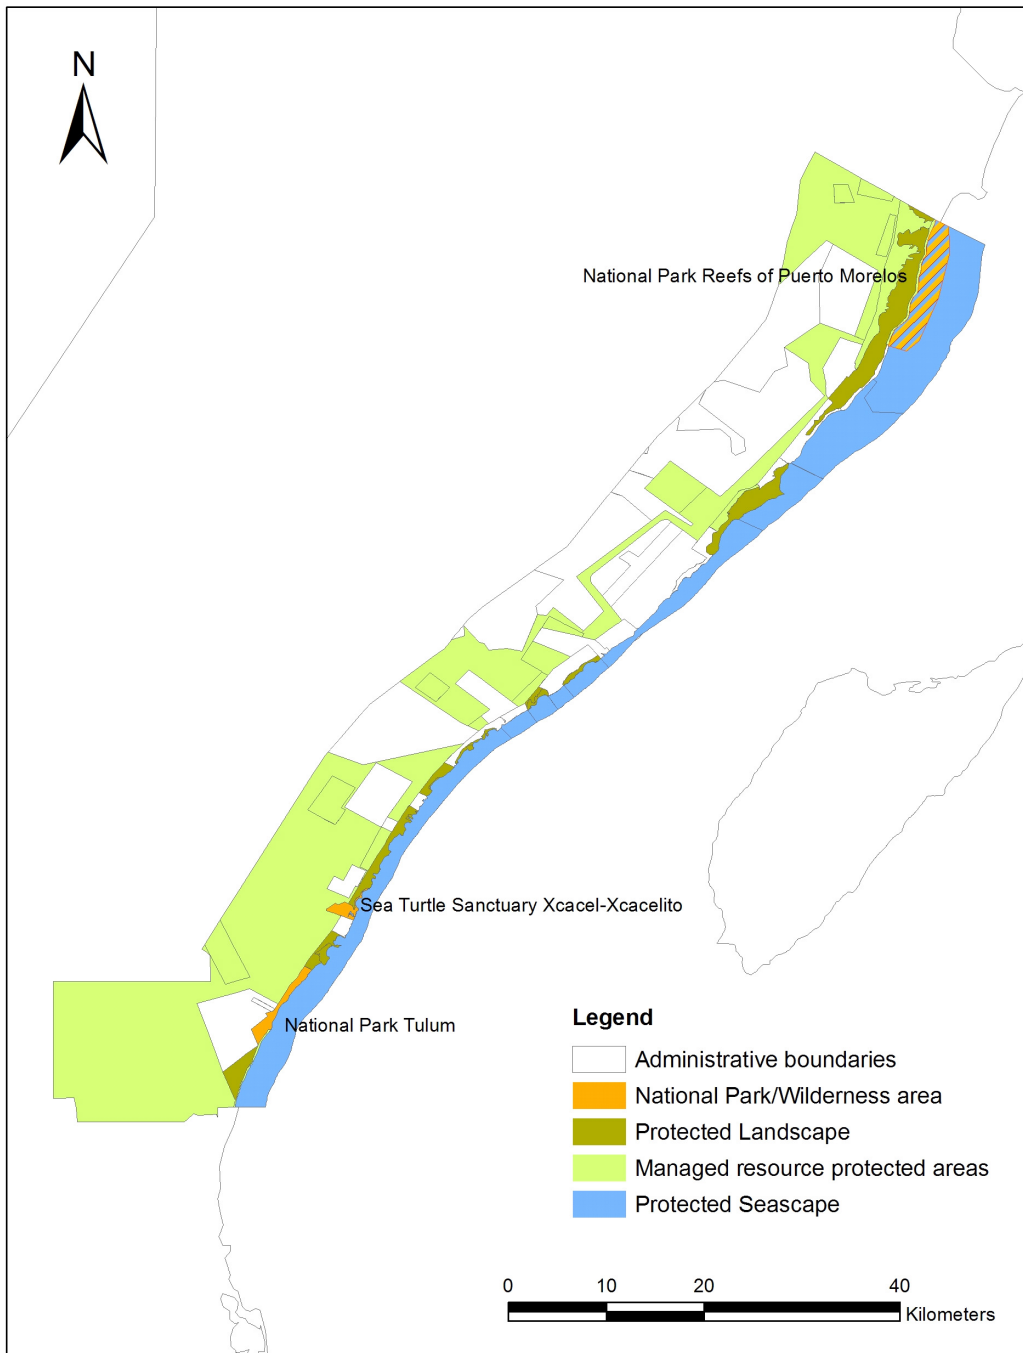 N
National Park Reefs of Puerto Morelos
Sea Turtle Sanctuary Xcacel-Xcacelito
National Park Tulum
Legend
Administrative boundaries
National Park/Wilderness area
Protected Landscape
Managed resource protected areas
Protected Seascape
0 10 20 40
Kilometers